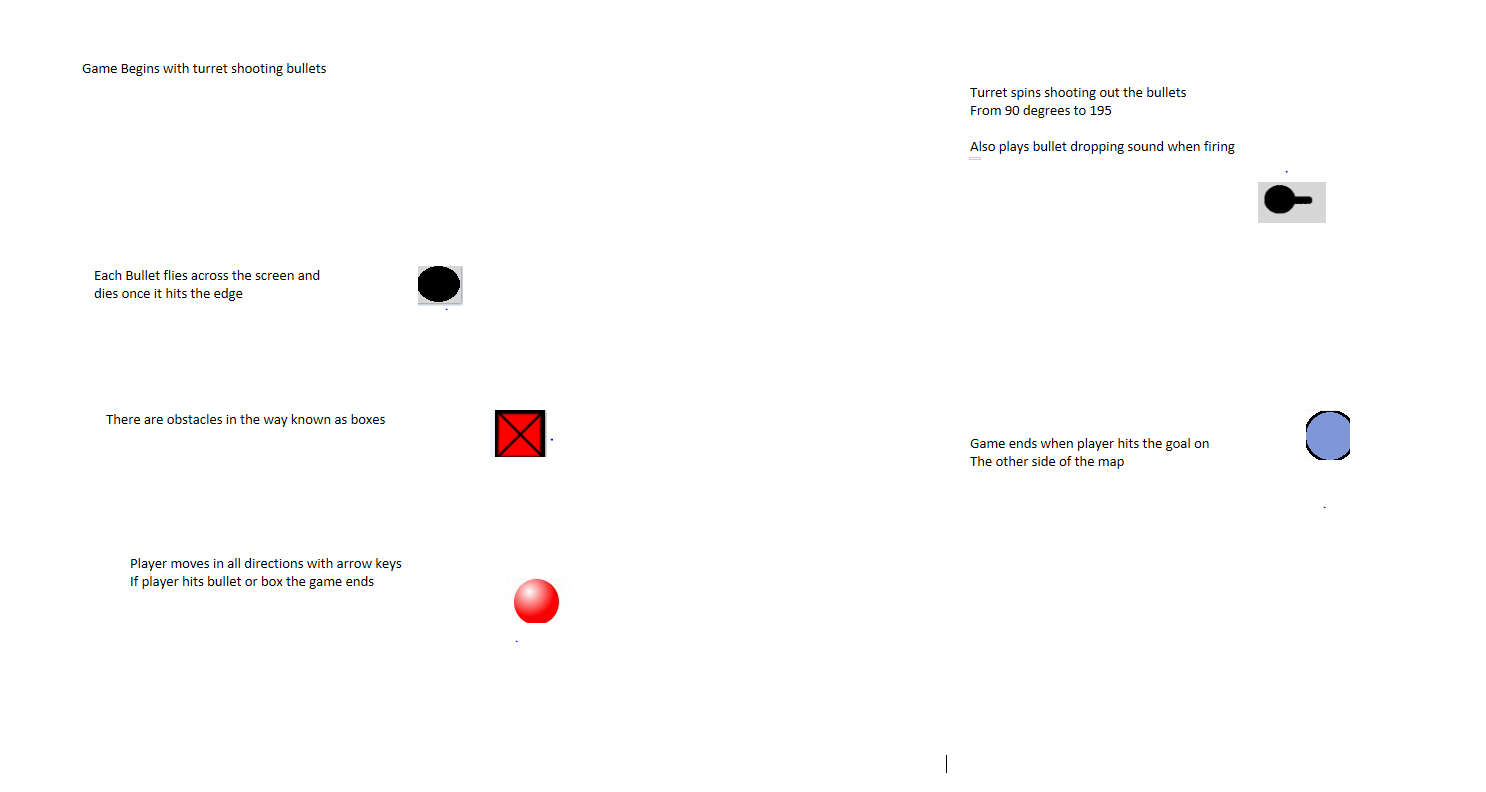 Game Begins with turret shooting bullets
Turret spins shooting out the bullets
From 90 degrees to 195
Also plays bullet dropping sound when firing
Each Bullet flies across the screen and
dies once it hits the edge
There are obstacles in the way known as boxes
Game ends when player hits the goal on
The other side of the map
Player moves in all directions with arrow keys
If player hits bullet or box the game ends